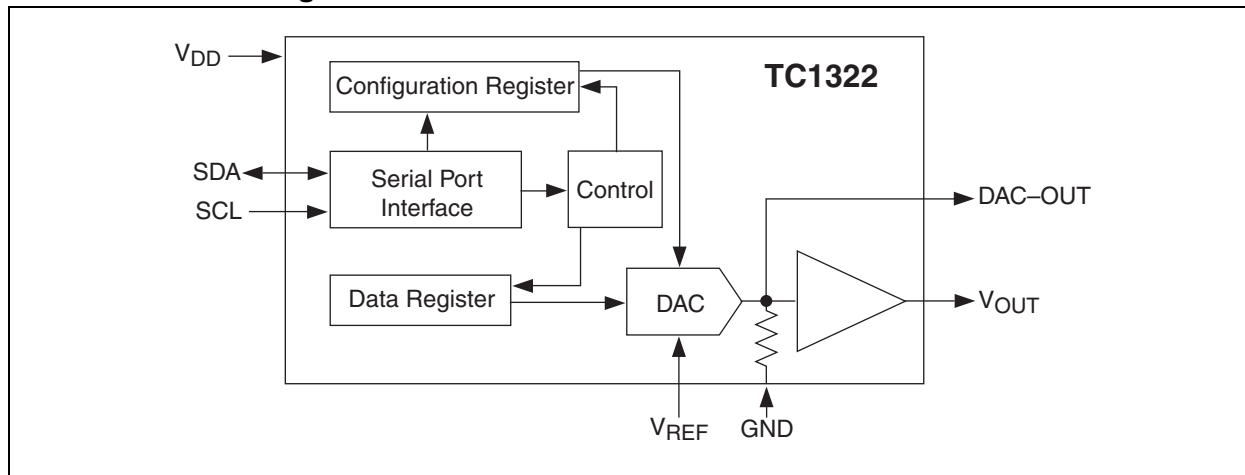 V_DD
TC1322
Configuration Register
SDA
SCL
Serial Port
Interface
Control
DAC–OUT
Data Register
DAC
V_OUT
V_REF
GND